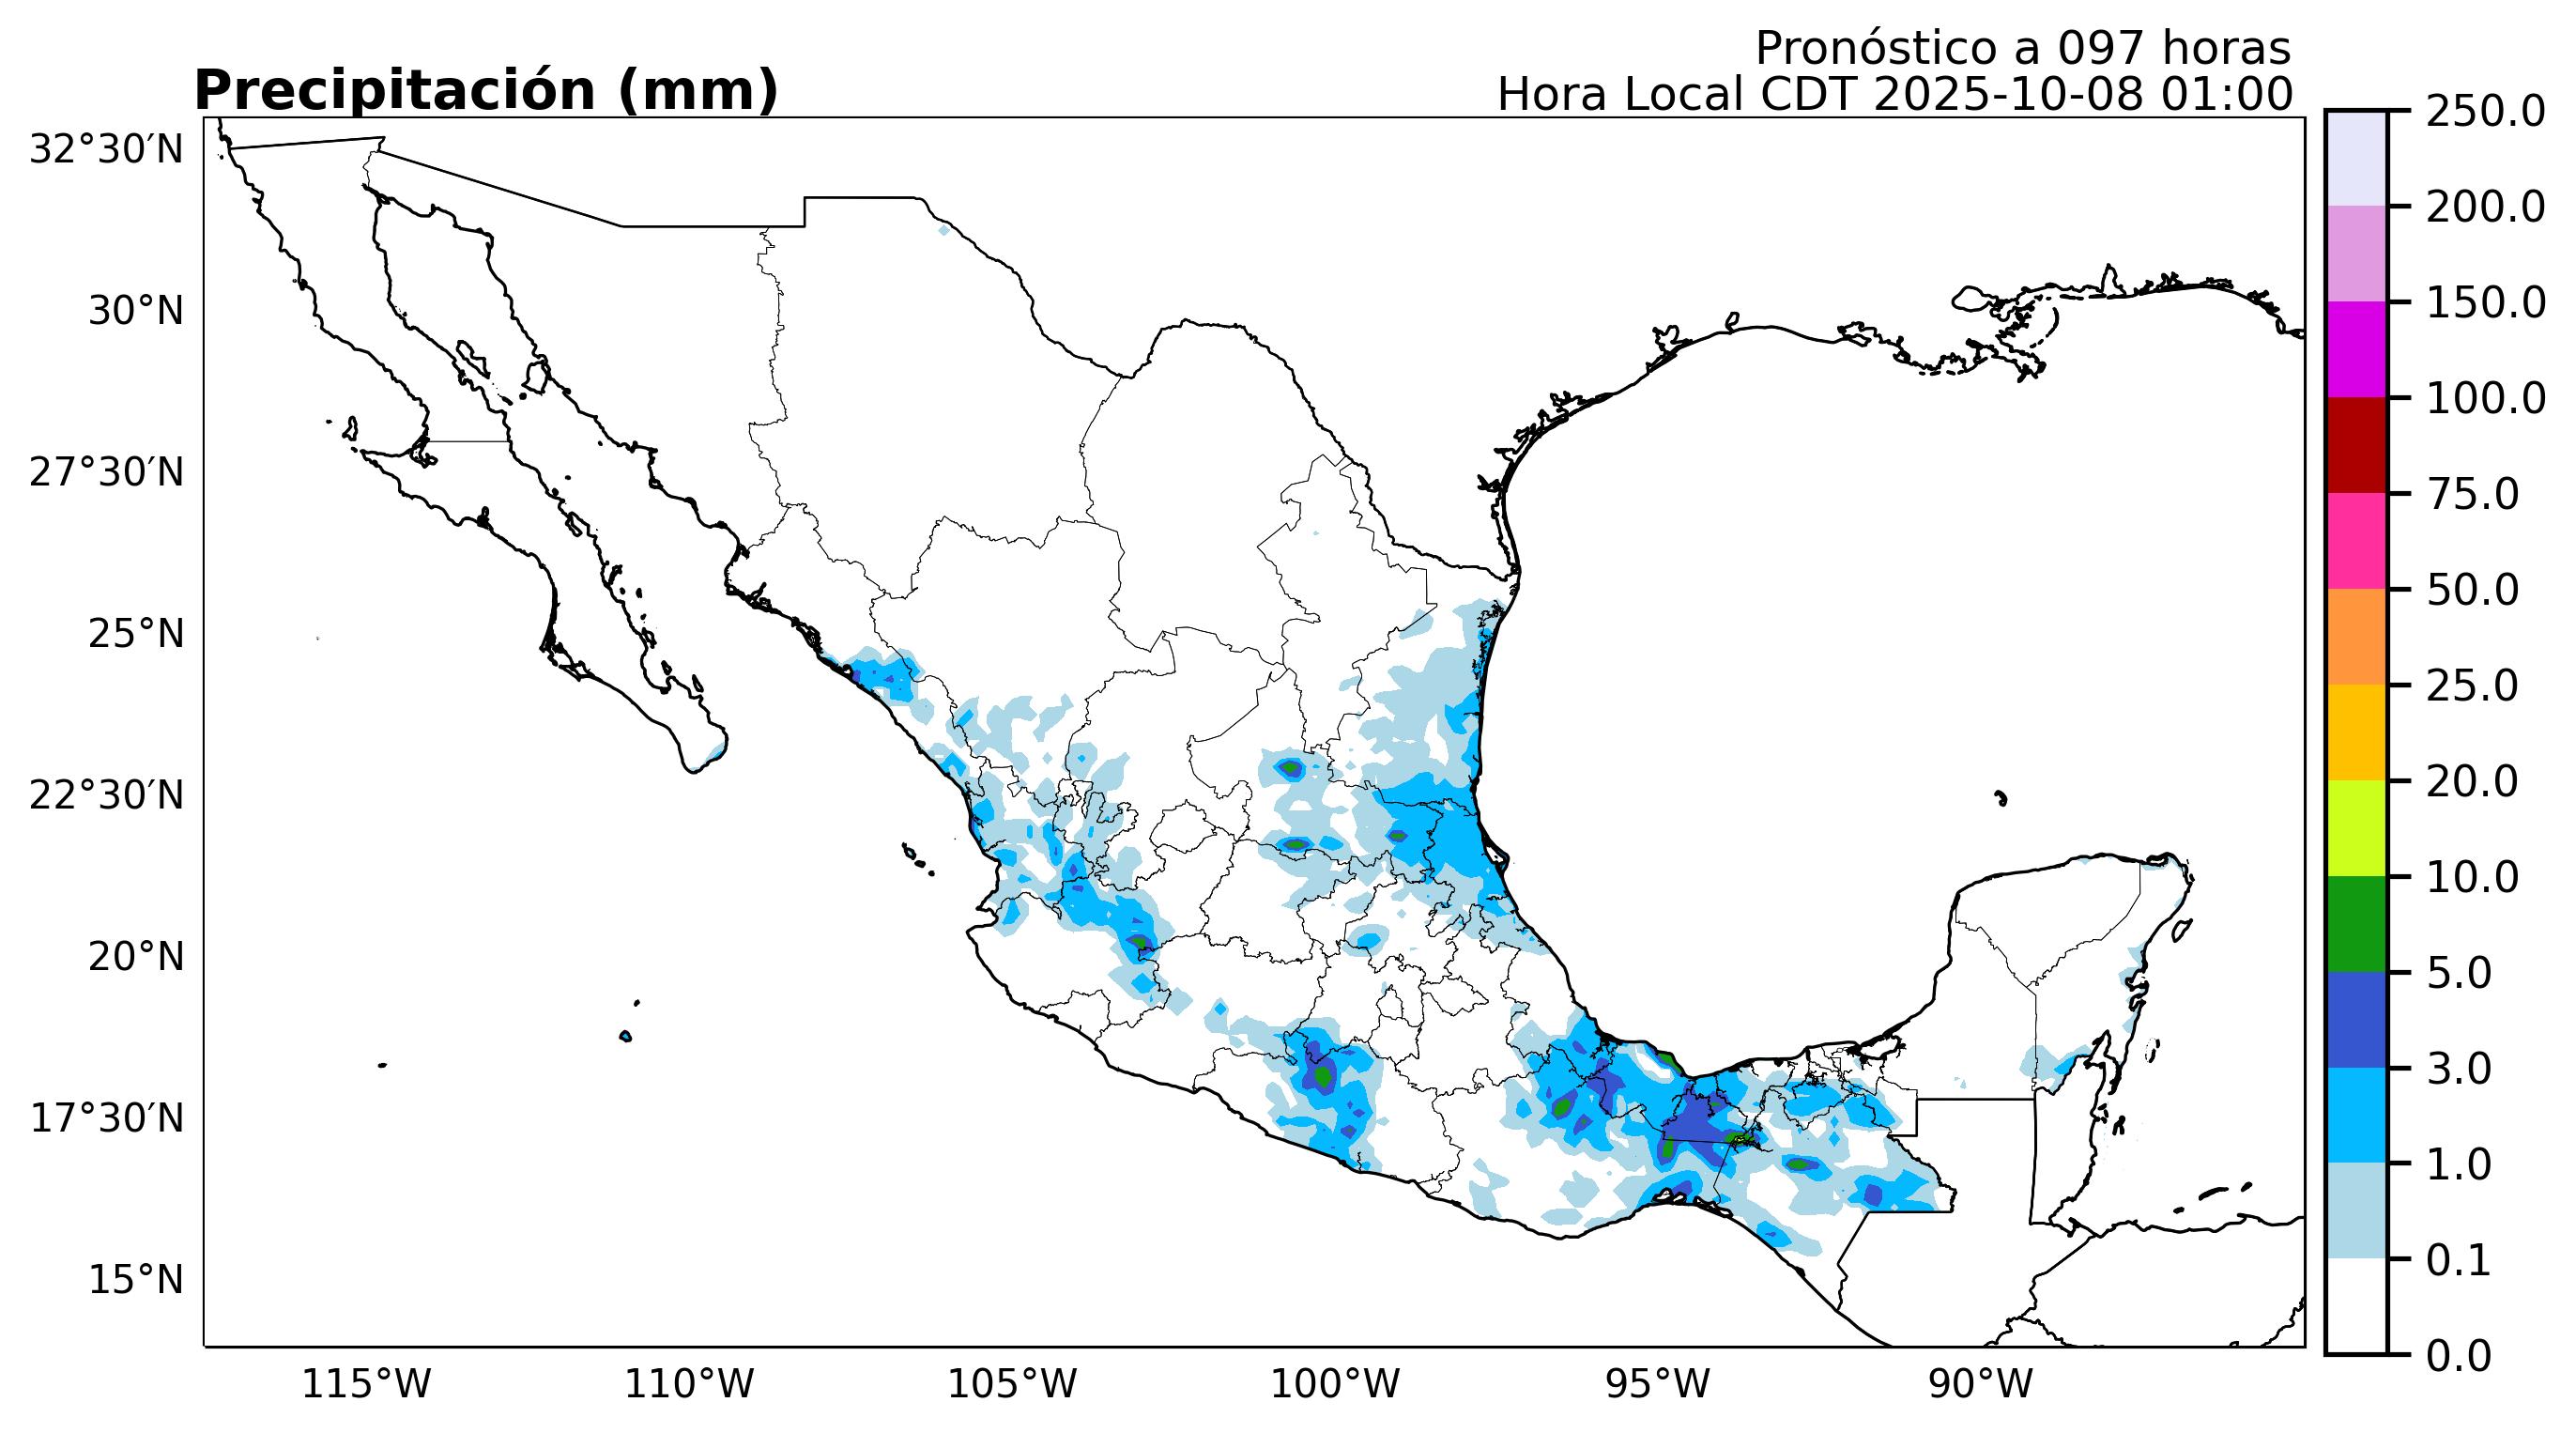 Pronóstico a 097 horas
Precipitación (mm)
Hora Local CDT 2025-10-08 01:00
32°30′N
30°N
27°30′N
25°N
22°30′N
20°N
17°30′N
15°N
115°W
110°W
105°W
100°W
95°W
90°W
250.0
200.0
150.0
100.0
75.0
50.0
25.0
20.0
10.0
5.0
3.0
1.0
0.1
0.0